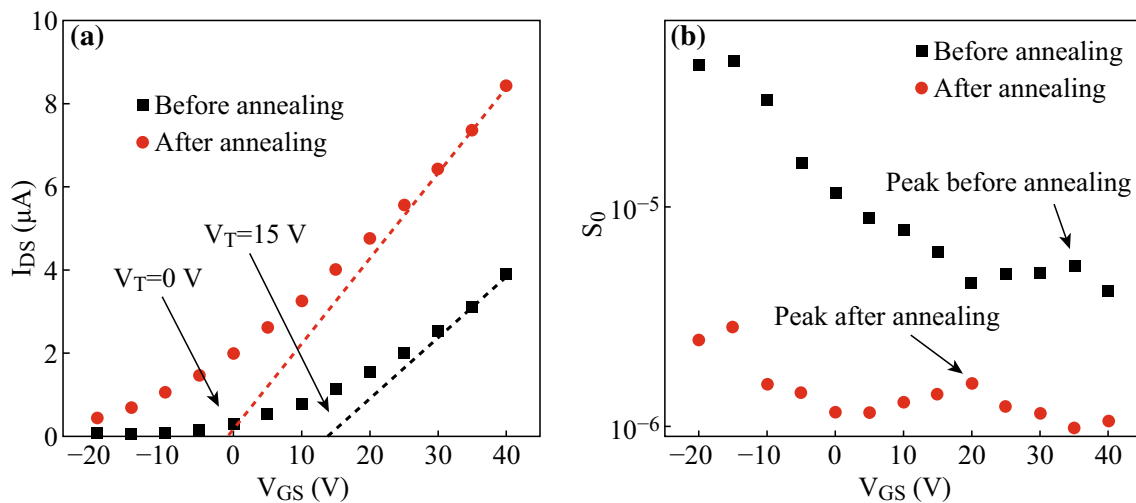 (a)
10
8
6
4
2
0
I_DS (μA)
Before annealing
After annealing
V_T=15 V
V_T=0 V
−20 −10 0 10 20 30 40
V_GS (V)
(b)
Before annealing
After annealing
Peak before annealing
10^−5
S_0
Peak after annealing
10^−6
−20 −10 0 10 20 30 40
V_GS (V)